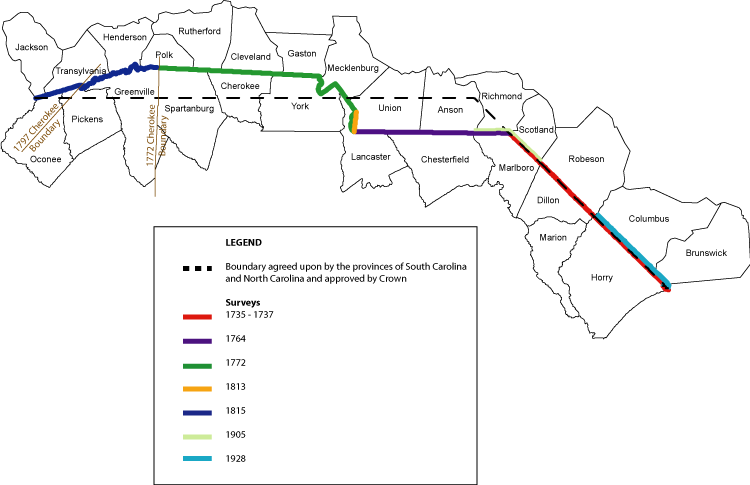 Rutherford
Henderson
Jackson
Polk
Cleveland
Gaston
Mecklenburg
Transylvania
Greenville
Cherokee
Richmond
Pickens
Spartanburg
York
Union
Anson
1797 Cherokee
Boundary
1772 Cherokee
Boundary
Scotland
Oconee
Lancaster
Chesterfield
Marlboro
Robeson
Dillon
Columbus
Marion
Brunswick
Horry
LEGEND
Boundary agreed upon by the provinces of South Carolina
and North Carolina and approved by Crown
Surveys
1735 - 1737
1764
1772
1813
1815
1905
1928